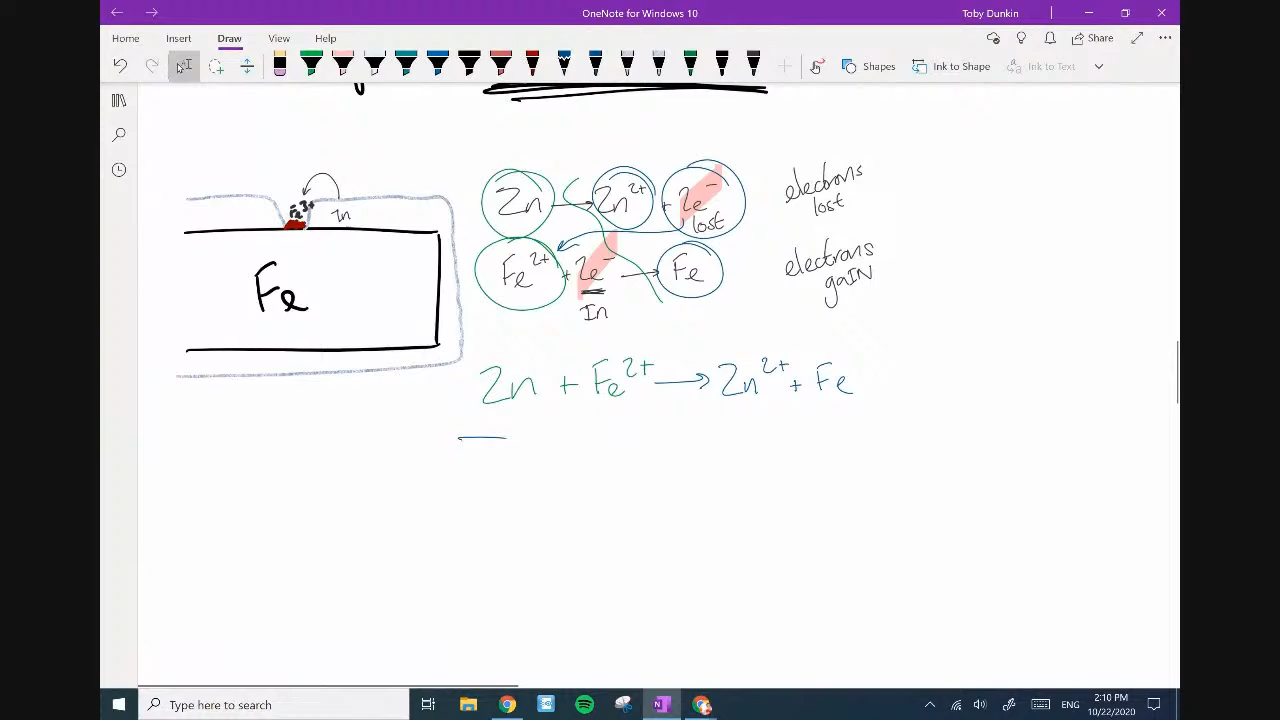 OneNote for Windows 10
Toby Dunkin
Home Insert Draw View Help
Share
Shapes Ink to Shape Ink to Text
Zn → Zn²⁺ + 2e⁻
lost
electrons
lost
Fe²⁺ + 2e⁻ → Fe
In
electrons
gaIN
Fe³⁺
Zn
Fe
Zn + Fe²⁺ → Zn²⁺ + Fe
Type here to search
ENG
2:10 PM
10/22/2020